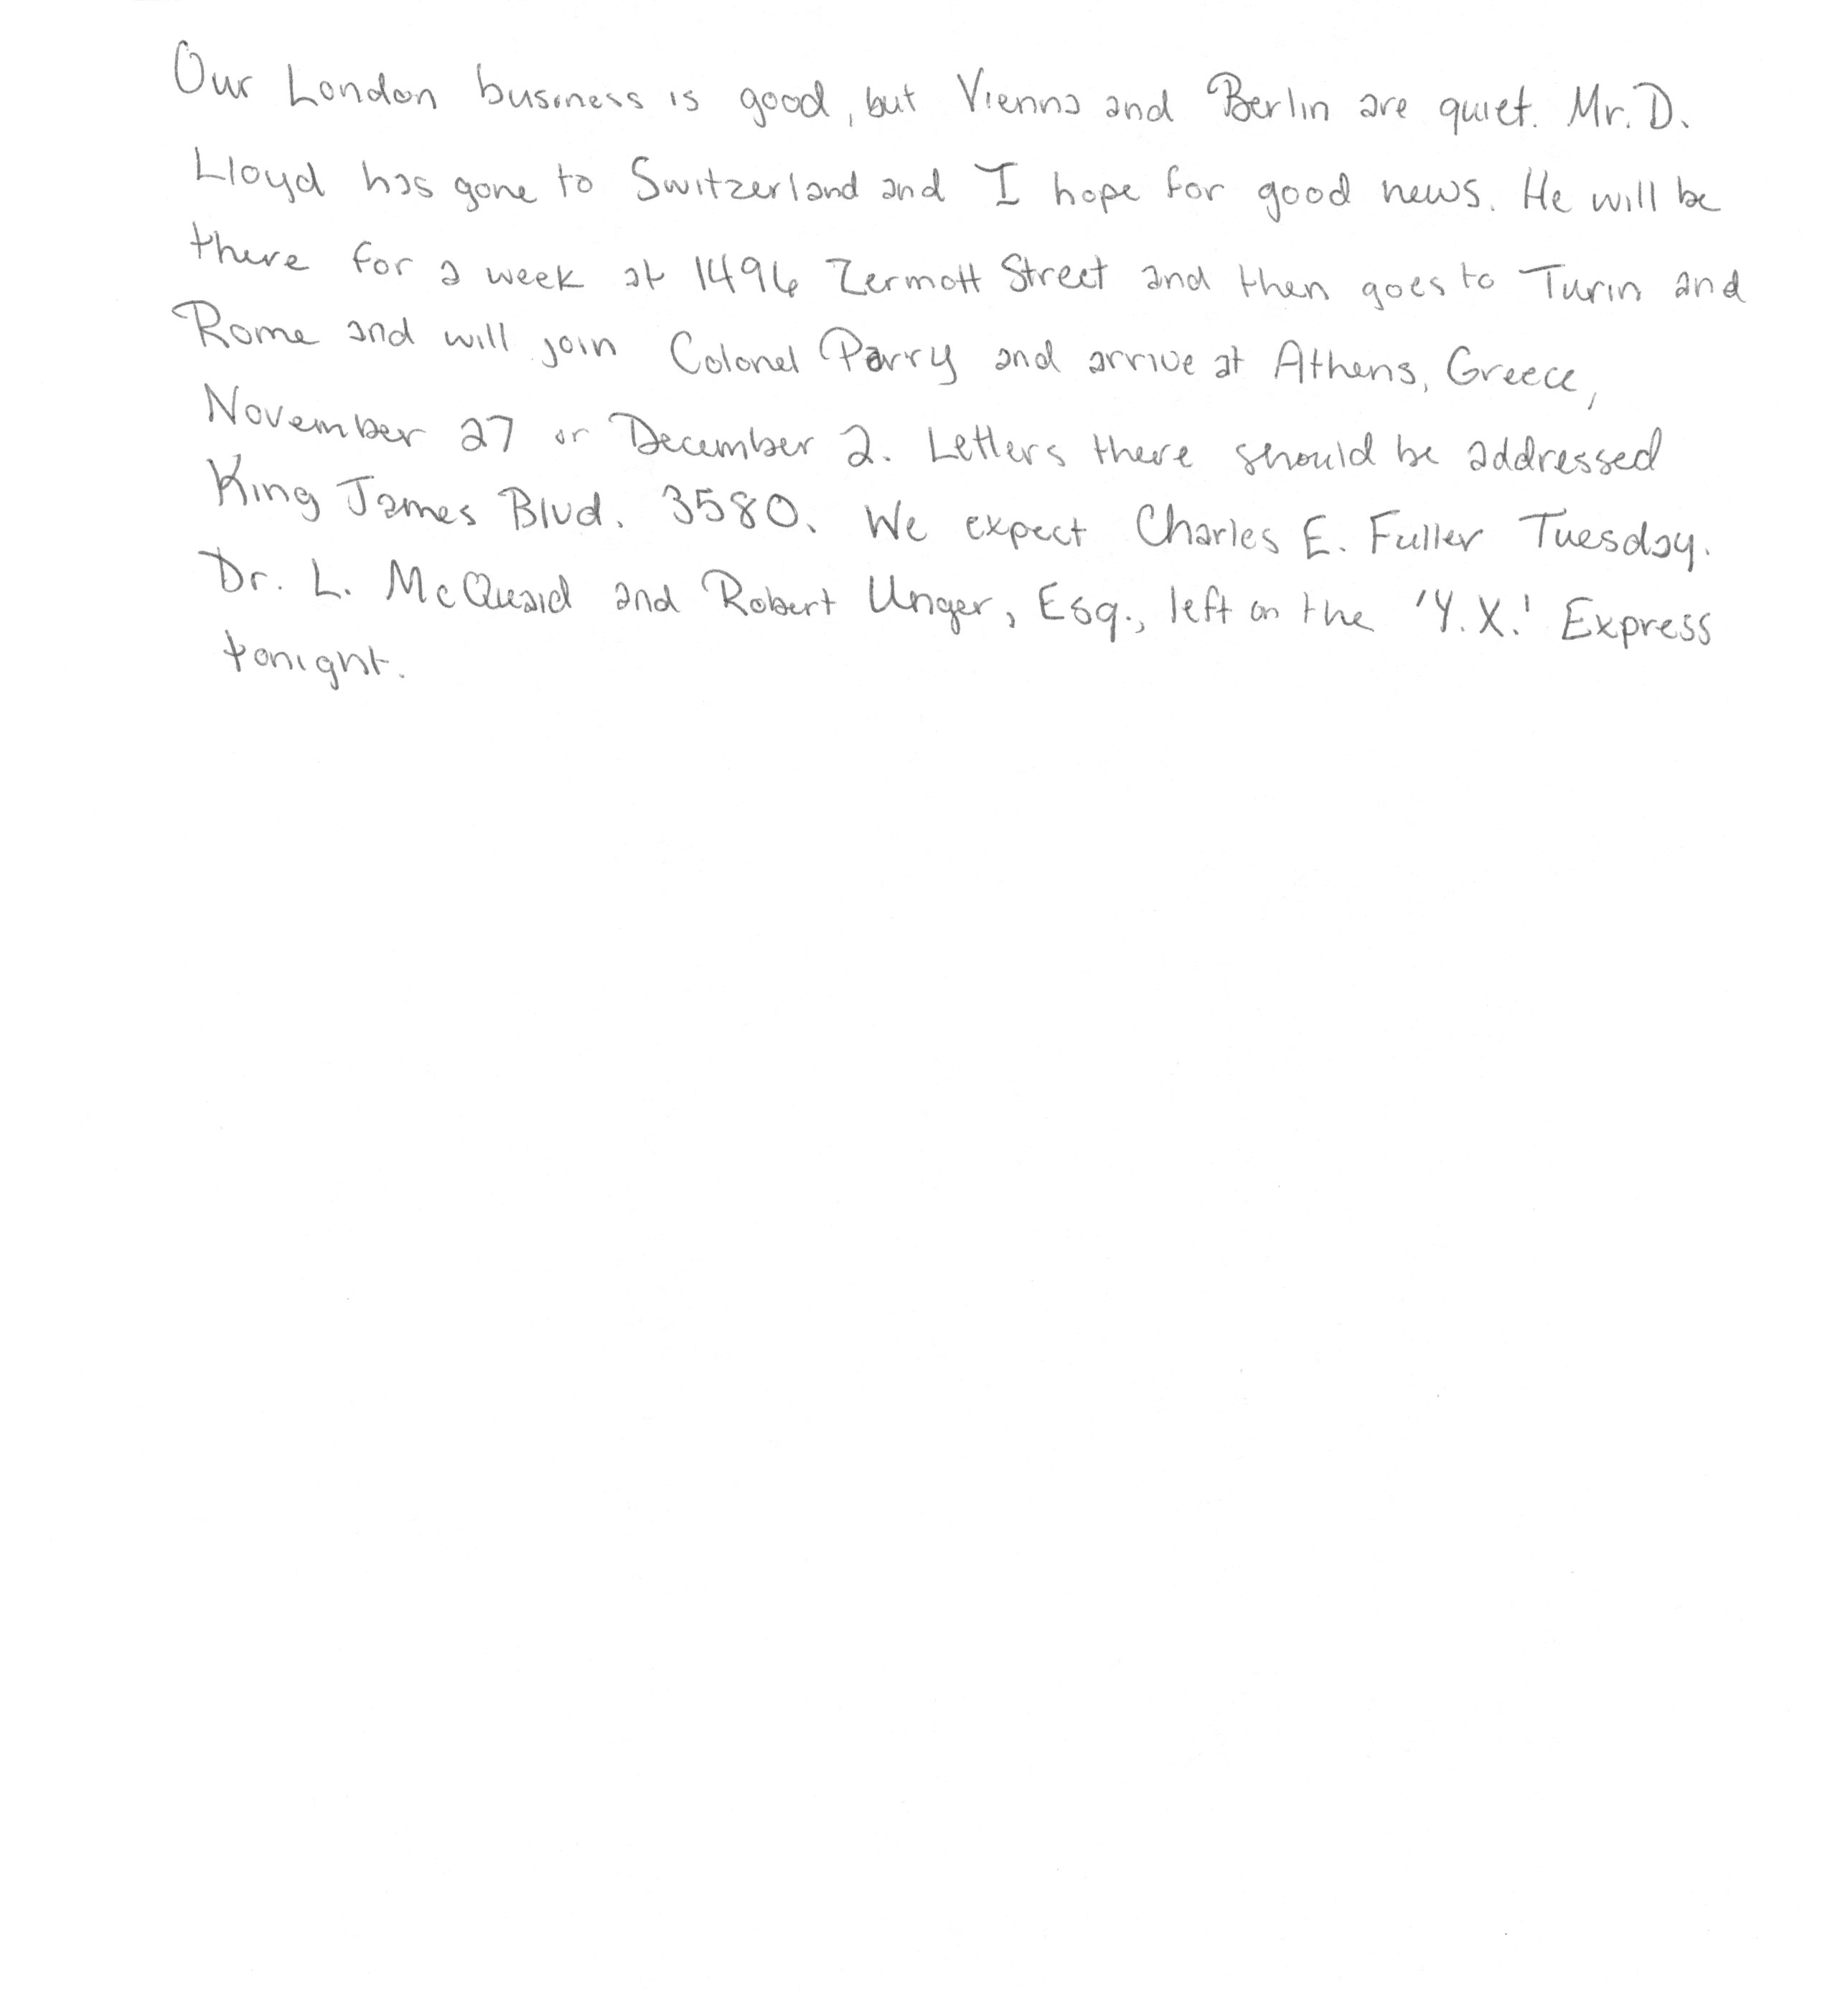 Our London business is good, but Vienna and Berlin are quiet. Mr. D.
Lloyd has gone to Switzerland and I hope for good news. He will be
there for a week at 1496 Zermott Street and then goes to Turin and
Rome and will join Colonel Parry and arrive at Athens, Greece,
November 27 or December 2. Letters there should be addressed
King James Blvd. 3580. We expect Charles E. Fuller Tuesday.
Dr. L. McQuaid and Robert Unger, Esq., left on the 'Y.X.' Express
tonight.